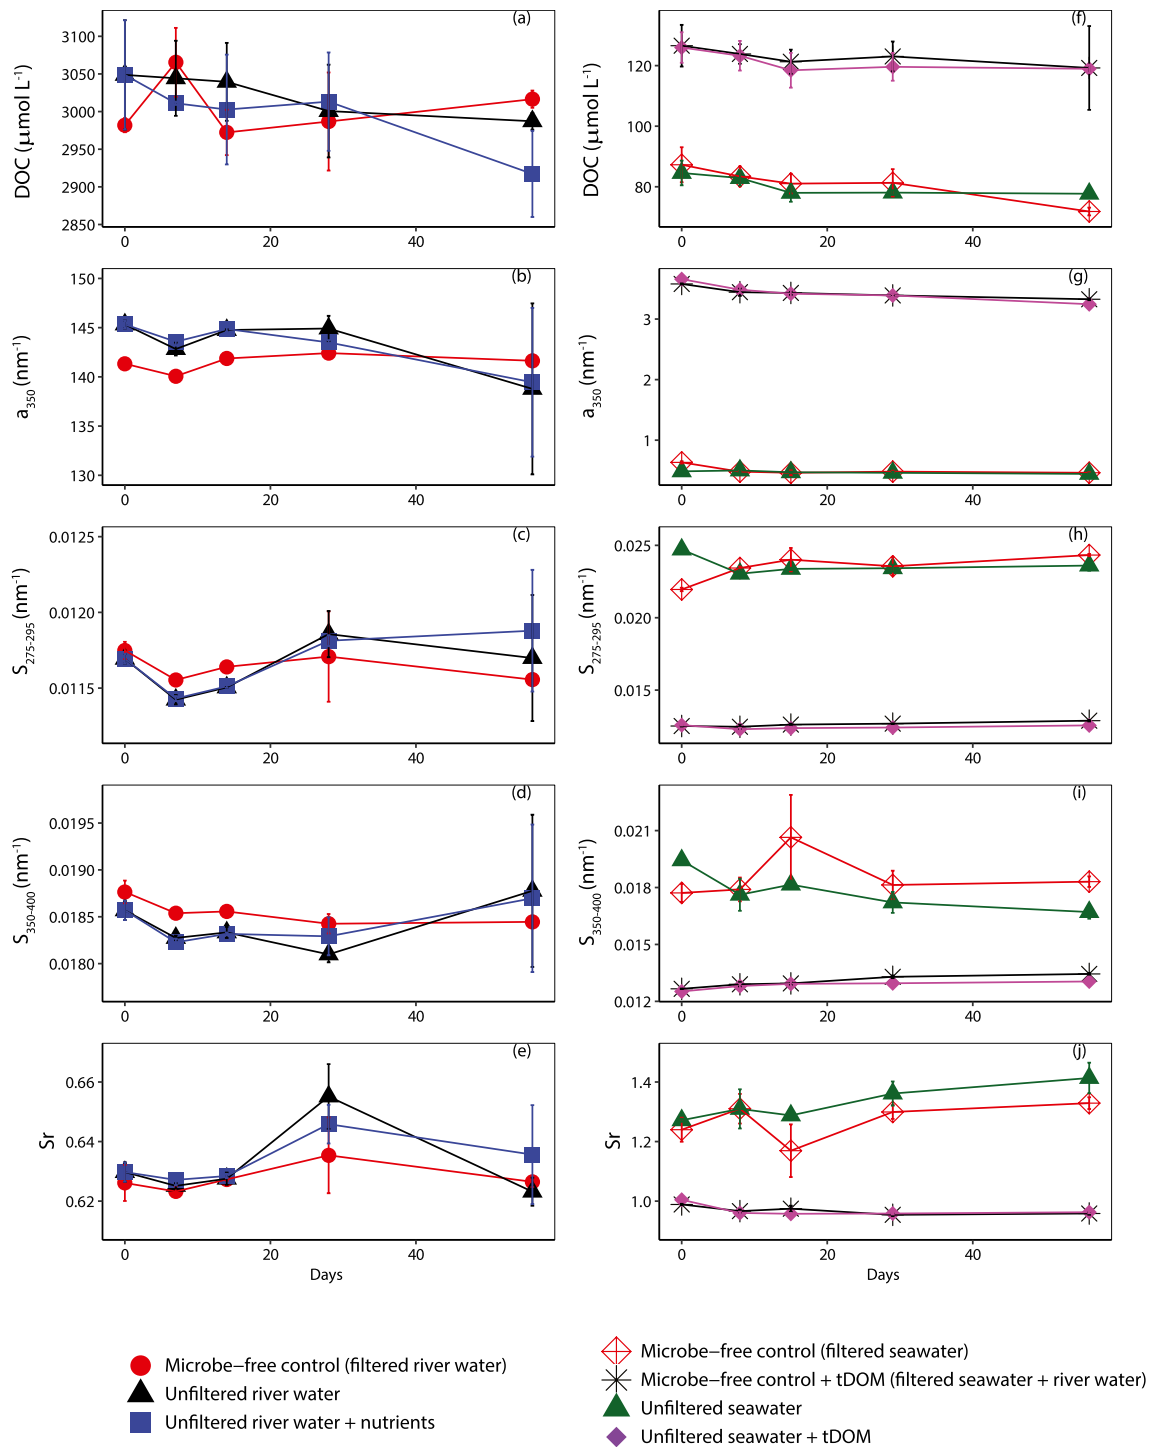 (a)
3100
3050
3000
2950
2900
2850
DOC (μmol L-1)
0 20 40
(f)
120
100
80
DOC (μmol L-1)
0 20 40
(b)
150
145
140
135
130
a350 (nm-1)
0 20 40
(g)
3
2
1
a350 (nm-1)
0 20 40
(c)
0.0125
0.0120
0.0115
S275-295 (nm-1)
0 20 40
(h)
0.025
0.020
0.015
S275-295 (nm-1)
0 20 40
(d)
0.0195
0.0190
0.0185
0.0180
S350-400 (nm-1)
0 20 40
(i)
0.021
0.018
0.015
0.012
S350-400 (nm-1)
0 20 40
(e)
0.66
0.64
0.62
Sr
0 20 40
Days
(j)
1.4
1.2
1.0
Sr
0 20 40
Days
Microbe−free control (filtered river water)
Unfiltered river water
Unfiltered river water + nutrients
Microbe−free control (filtered seawater)
Microbe−free control + tDOM (filtered seawater + river water)
Unfiltered seawater
Unfiltered seawater + tDOM